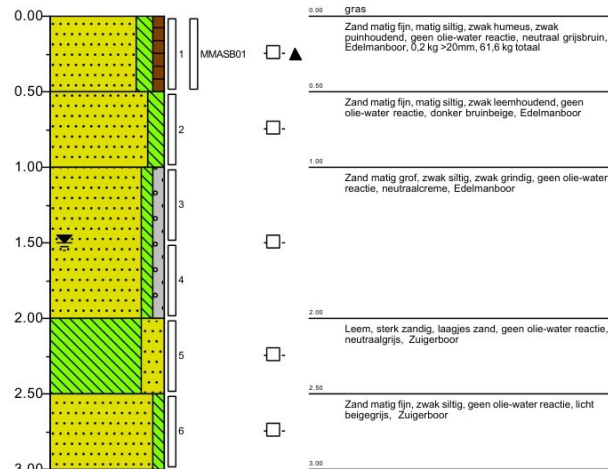 0.00
0.50
1.00
1.50
2.00
2.50
3.00
1
MMASB01
2
3
4
5
6
0.00
gras
Zand matig fijn, matig siltig, zwak humeus, zwak
puinhoudend, geen olie-water reactie, neutraal grijsbruin,
Edelmanboor, 0,2 kg >20mm, 61,6 kg totaal
0.50
Zand matig fijn, matig siltig, zwak leemhoudend, geen
olie-water reactie, donker bruinbeige, Edelmanboor
1.00
Zand matig grof, zwak siltig, zwak grindig, geen olie-water
reactie, neutraalcreme, Edelmanboor
2.00
Leem, sterk zandig, laagjes zand, geen olie-water reactie,
neutraalgrijs, Zuigerboor
2.50
Zand matig fijn, zwak siltig, geen olie-water reactie, licht
beigegrijs, Zuigerboor
3.00